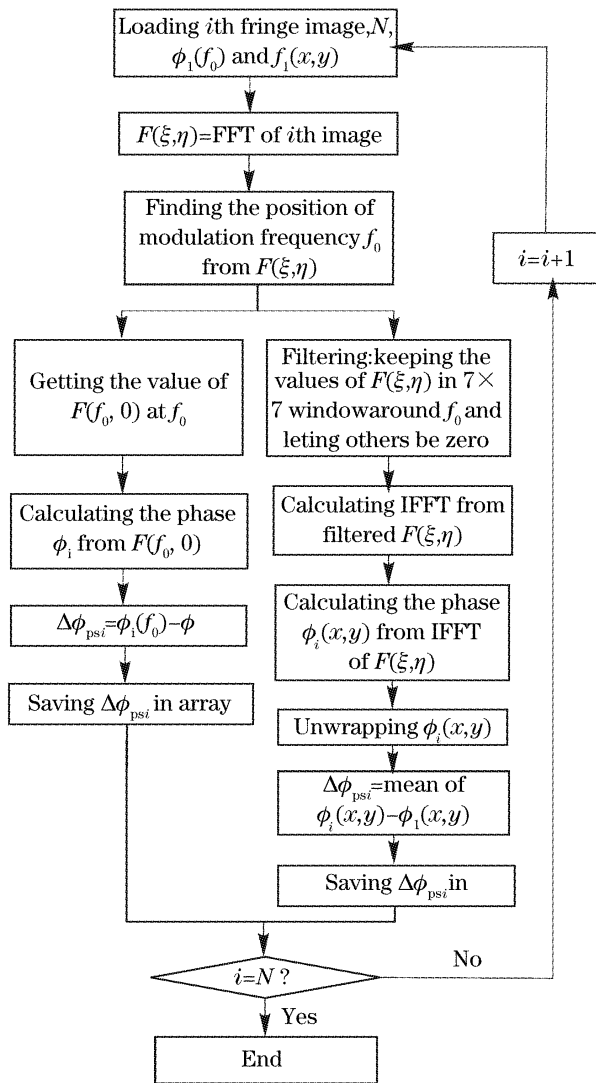 Loading ith fringe image,N,
ϕ₁(f₀) and f₁(x,y)
F(ξ,η)=FFT of ith image
Finding the position of
modulation frequency f₀
from F(ξ,η)
i=i+1
Getting the value of
F(f₀, 0) at f₀
Calculating the phase
ϕᵢ from F(f₀, 0)
Δϕₚₛᵢ=ϕᵢ(f₀)−ϕ
Saving Δϕₚₛᵢ in array
Filtering:keeping the
values of F(ξ,η) in 7×
7 windowaround f₀ and
leting others be zero
Calculating IFFT from
filtered F(ξ,η)
Calculating the phase
ϕᵢ(x,y) from IFFT
of F(ξ,η)
Unwrapping ϕᵢ(x,y)
Δϕₚₛᵢ=mean of
ϕᵢ(x,y)−ϕ₁(x,y)
Saving Δϕₚₛᵢ in
i=N ?
No
Yes
End